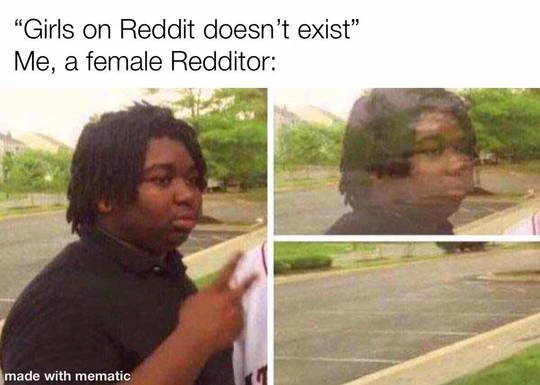 “Girls on Reddit doesn’t exist”
Me, a female Redditor:
made with mematic